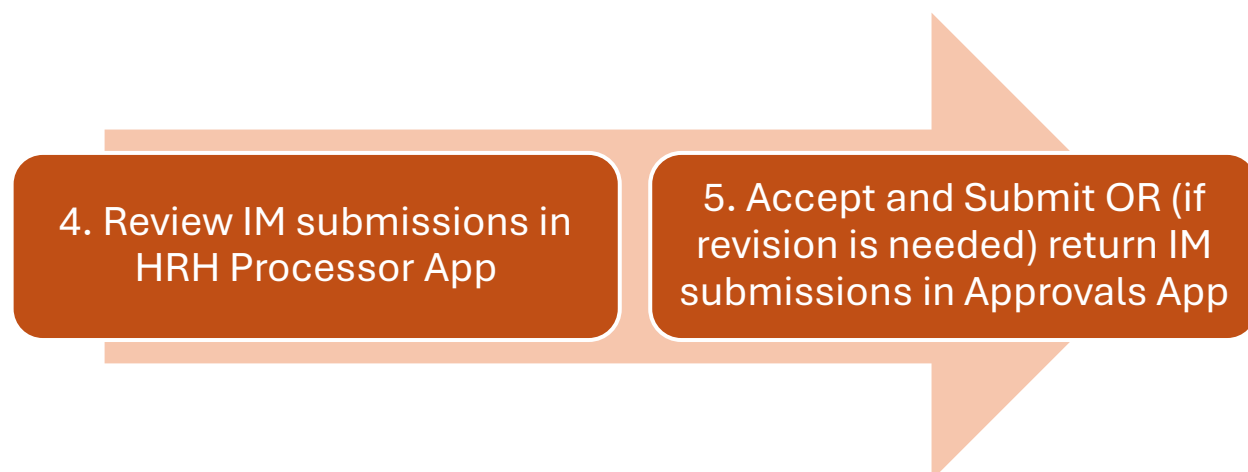 4. Review IM submissions in
HRH Processor App
5. Accept and Submit OR (if
revision is needed) return IM
submissions in Approvals App